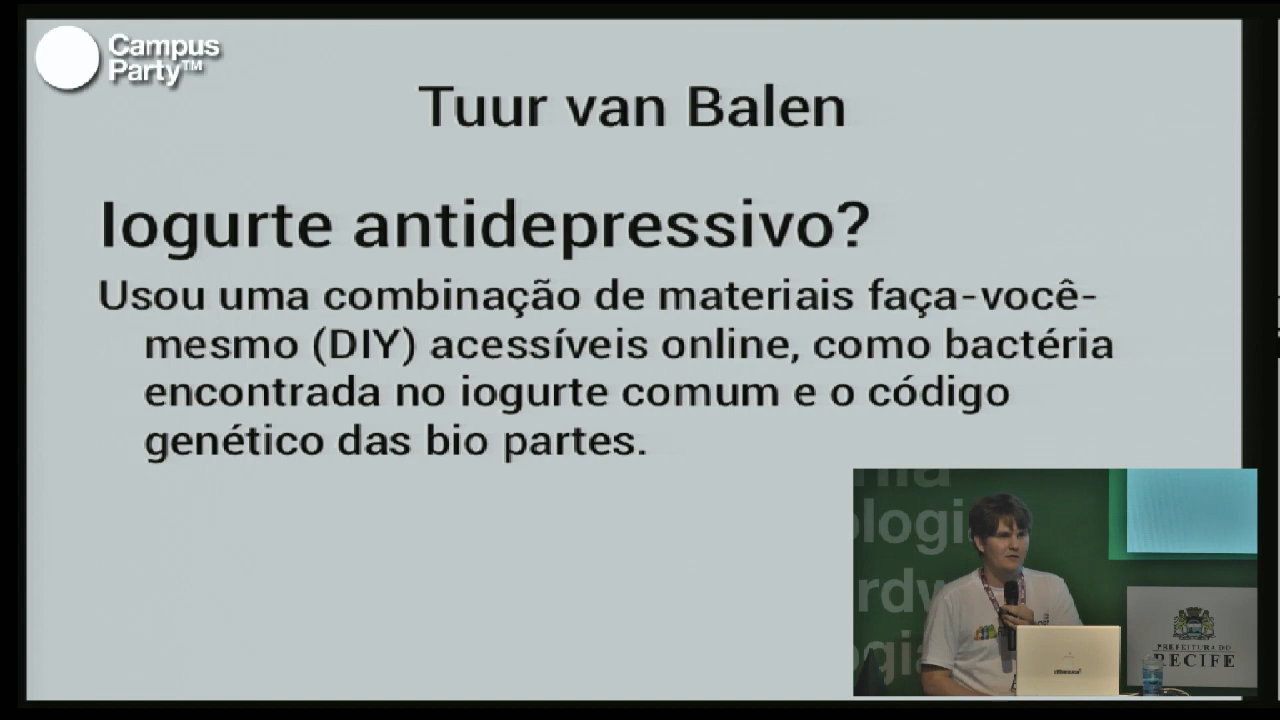 Campus
Party™
Tuur van Balen
Iogurte antidepressivo?
Usou uma combinação de materiais faça-você-
mesmo (DIY) acessíveis online, como bactéria
encontrada no iogurte comum e o código
genético das bio partes.
PREFEITURA DO
RECIFE